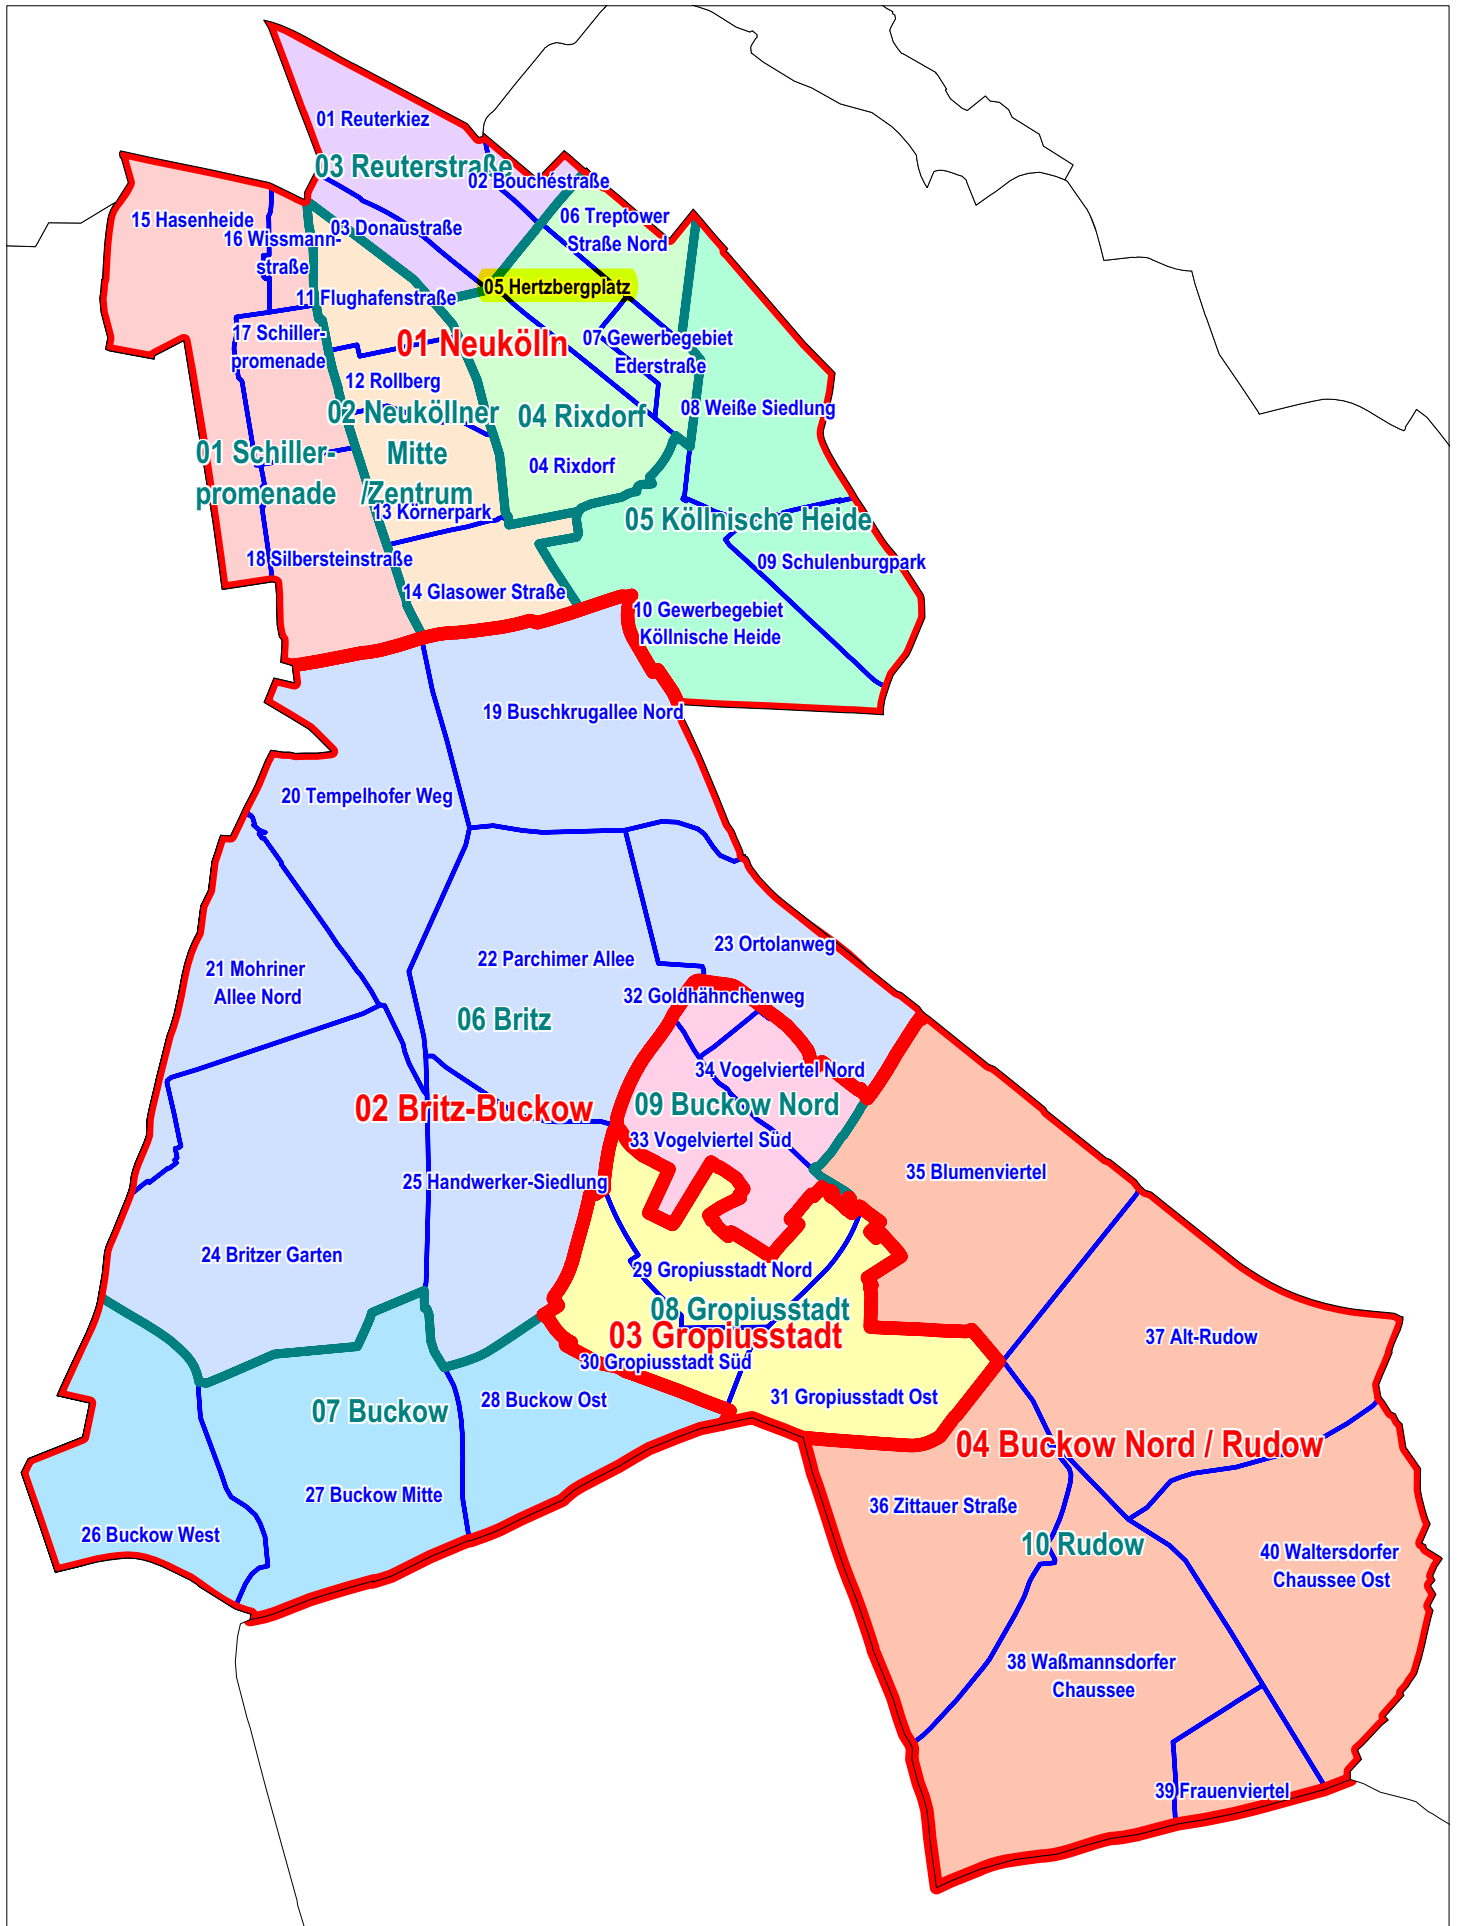 01 Reuterkiez
03 Reuterstraße
02 Bouchéstraße
15 Hasenheide
16 Wissmann-
straße
03 Donaustraße
06 Treptower
Straße Nord
05 Hertzbergplatz
11 Flughafenstraße
17 Schiller-
promenade
01 Neukölln
07 Gewerbegebiet
Ederstraße
12 Rollberg
02 Neuköllner
Mitte
/Zentrum
04 Rixdorf
04 Rixdorf
08 Weiße Siedlung
01 Schiller-
promenade
13 Körnerpark
05 Köllnische Heide
18 Silbersteinstraße
09 Schulenburgpark
14 Glasower Straße
10 Gewerbegebiet
Köllnische Heide
19 Buschkrugallee Nord
20 Tempelhofer Weg
21 Mohriner
Allee Nord
22 Parchimer Allee
23 Ortolanweg
32 Goldhähnchenweg
06 Britz
34 Vogelviertel Nord
02 Britz-Buckow
09 Buckow Nord
33 Vogelviertel Süd
25 Handwerker-Siedlung
35 Blumenviertel
24 Britzer Garten
29 Gropiusstadt Nord
08 Gropiusstadt
03 Gropiusstadt
30 Gropiusstadt Süd
37 Alt-Rudow
07 Buckow
28 Buckow Ost
31 Gropiusstadt Ost
04 Buckow Nord / Rudow
27 Buckow Mitte
36 Zittauer Straße
26 Buckow West
10 Rudow
40 Waltersdorfer
Chaussee Ost
38 Waßmannsdorfer
Chaussee
39 Frauenviertel